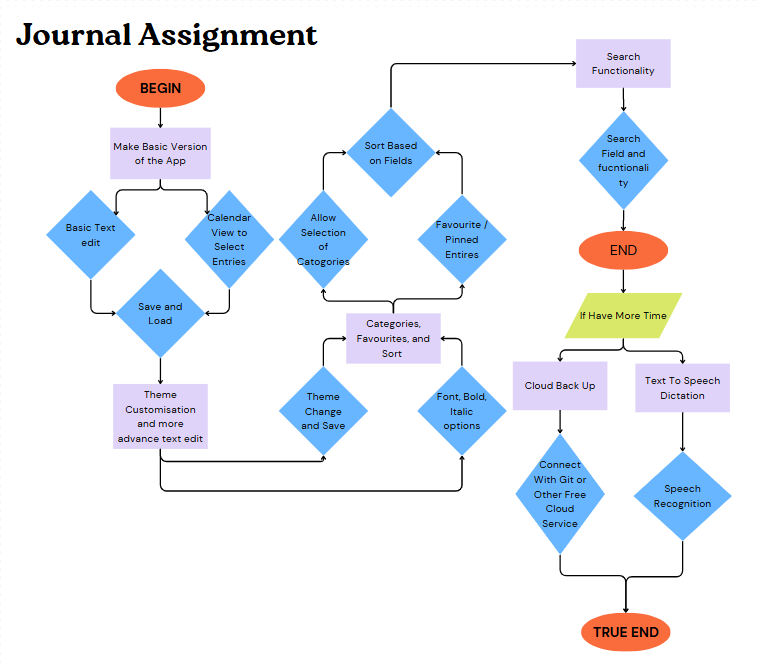 Journal Assignment
BEGIN
Make Basic Version
of the App
Basic Text
edit
Calendar
View to
Select
Entries
Save and
Load
Theme
Customisation
and more
advance text edit
Theme
Change
and Save
Font, Bold,
Italic
options
Categories,
Favourites, and
Sort
Allow
Selection
of
Catogories
Favourite /
Pinned
Entires
Sort Based
on Fields
Search
Functionality
Search
Field and
fucntionali
ty
END
If Have More Time
Cloud Back Up
Text To Speech
Dictation
Connect
With Git or
Other Free
Cloud
Service
Speech
Recognition
TRUE END